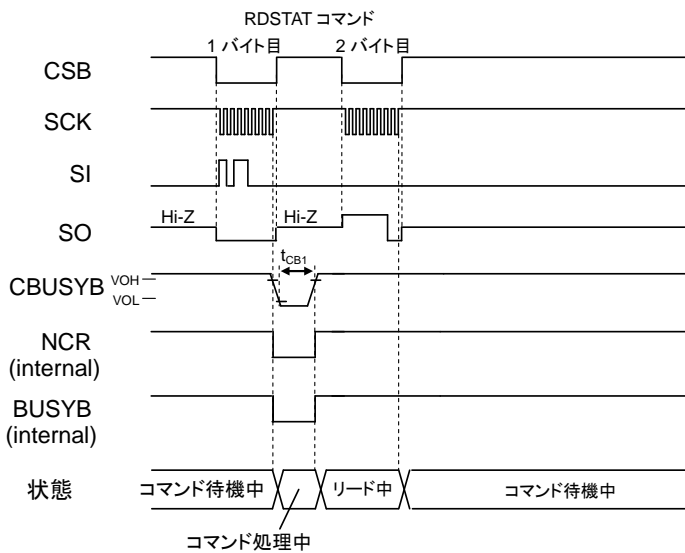 RDSTAT コマンド
1 バイト目 2 バイト目
CSB
SCK
SI
SO Hi-Z Hi-Z
tCB1
CBUSYB VOH
VOL
NCR
(internal)
BUSYB
(internal)
状態 コマンド待機中 リード中 コマンド待機中
コマンド処理中